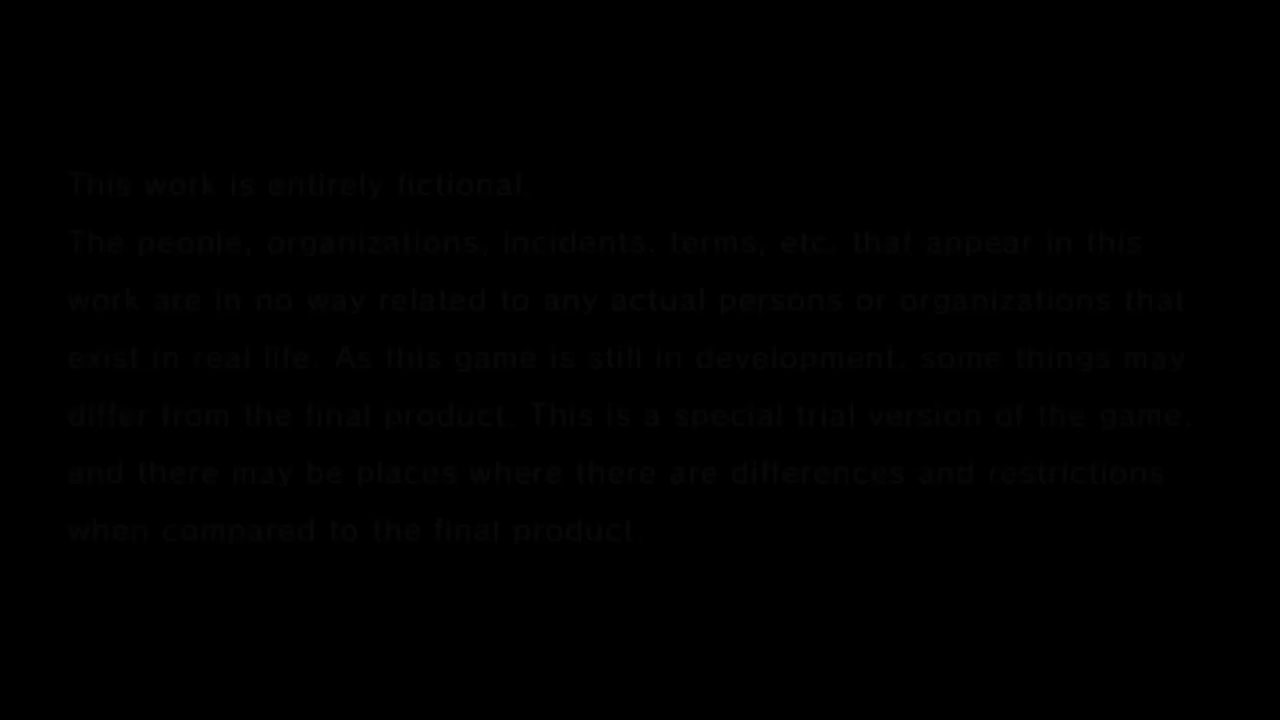 This work is entirely fictional.
The people, organizations, incidents, terms, etc. that appear in this
work are in no way related to any actual persons or organizations that
exist in real life. As this game is still in development, some things may
differ from the final product. This is a special trial version of the game,
and there may be places where there are differences and restrictions
when compared to the final product.